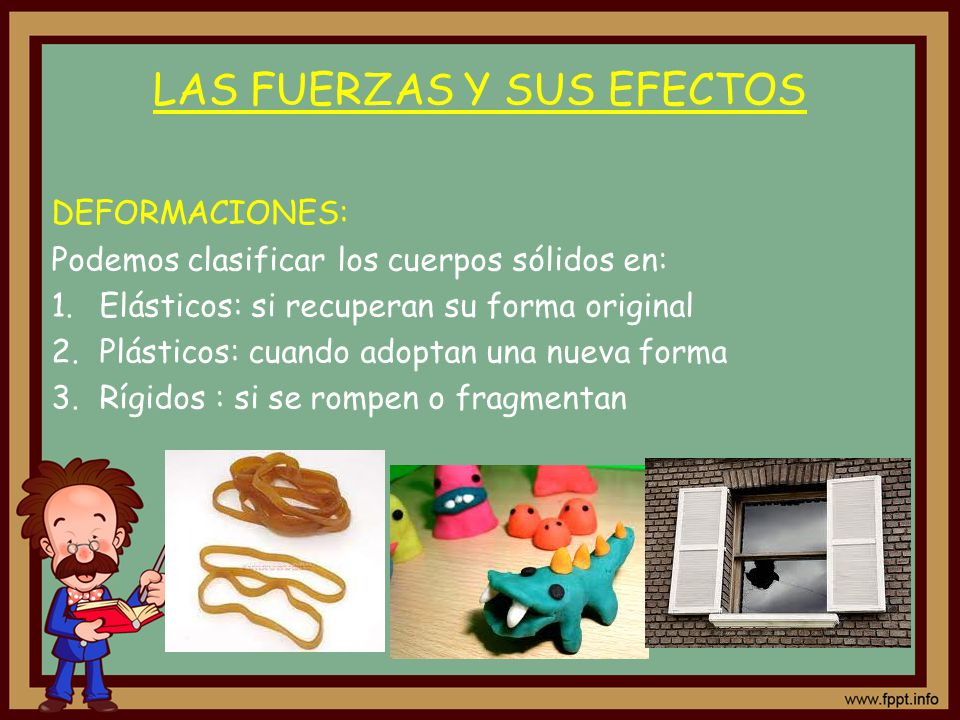 LAS FUERZAS Y SUS EFECTOS
DEFORMACIONES:
Podemos clasificar los cuerpos sólidos en:
1. Elásticos: si recuperan su forma original
2. Plásticos: cuando adoptan una nueva forma
3. Rígidos : si se rompen o fragmentan
www.fppt.info